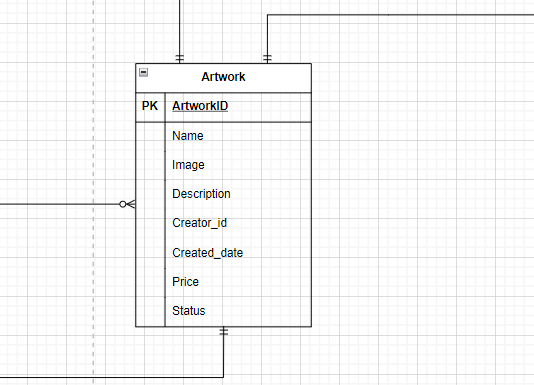 Artwork
PK ArtworkID
Name
Image
Description
Creator_id
Created_date
Price
Status